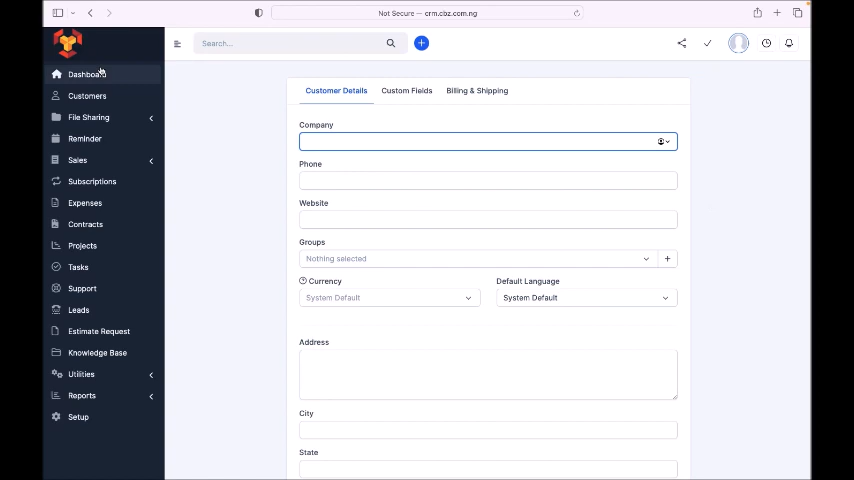 Not Secure — crm.cbz.com.ng
Search...
Dashboard
Customers
File Sharing
Reminder
Sales
Subscriptions
Expenses
Contracts
Projects
Tasks
Support
Leads
Estimate Request
Knowledge Base
Utilities
Reports
Setup
Customer Details
Custom Fields
Billing & Shipping
Company
Phone
Website
Groups
Nothing selected
Currency
Default Language
System Default
System Default
Address
City
State